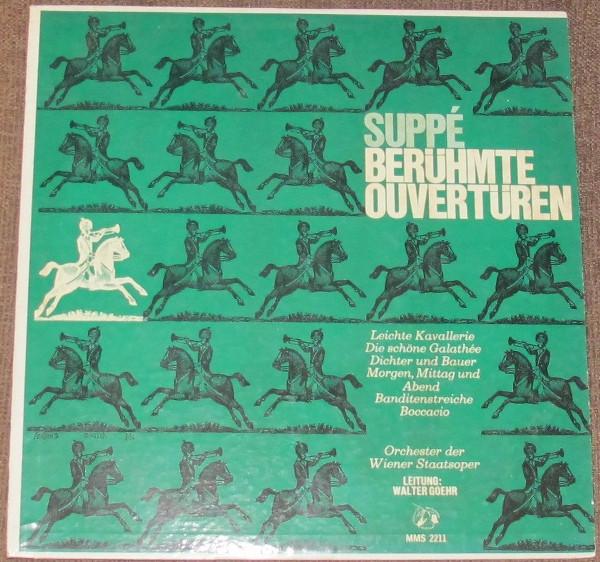 SUPPÉ
BERÜHMTE
OUVERTÜREN
Leichte Kavallerie
Die schöne Galathée
Dichter und Bauer
Morgen, Mittag und
Abend
Banditenstreiche
Boccacio
Orchester der
Wiener Staatsoper
LEITUNG:
WALTER GOEHR
MMS 2211